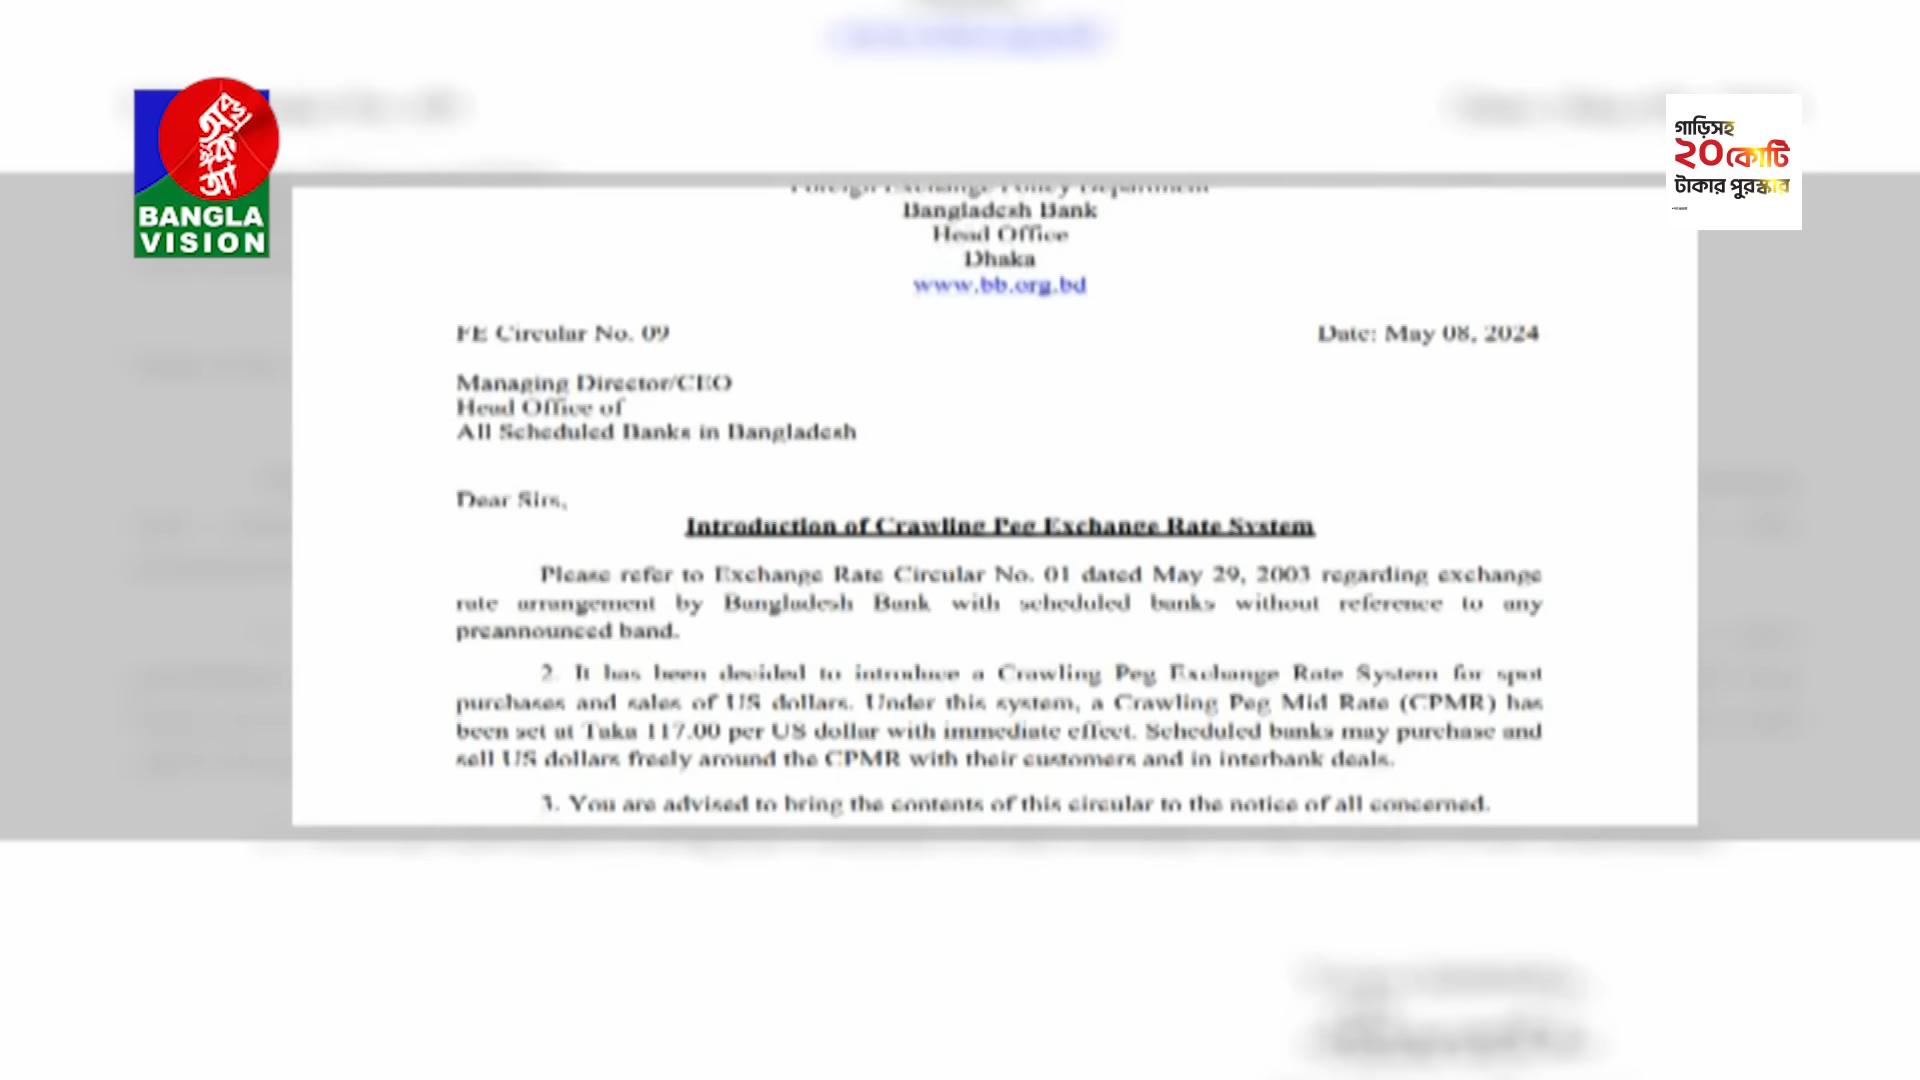 অর্থ
একতা
BANGLA
VISION
গাড়িসহ
২০কোটি
টাকার পুরস্কার
Foreign Exchange Policy Department
Bangladesh Bank
Head Office
Dhaka
www.bb.org.bd
FE Circular No. 09
Date: May 08, 2024
Managing Director/CEO
Head Office of
All Scheduled Banks in Bangladesh
Dear Sirs,
Introduction of Crawling Peg Exchange Rate System
Please refer to Exchange Rate Circular No. 01 dated May 29, 2003 regarding exchange
rate arrangement by Bangladesh Bank with scheduled banks without reference to any
preannounced band.
2. It has been decided to introduce a Crawling Peg Exchange Rate System for spot
purchases and sales of US dollars. Under this system, a Crawling Peg Mid Rate (CPMR) has
been set at Taka 117.00 per US dollar with immediate effect. Scheduled banks may purchase and
sell US dollars freely around the CPMR with their customers and in interbank deals.
3. You are advised to bring the contents of this circular to the notice of all concerned.